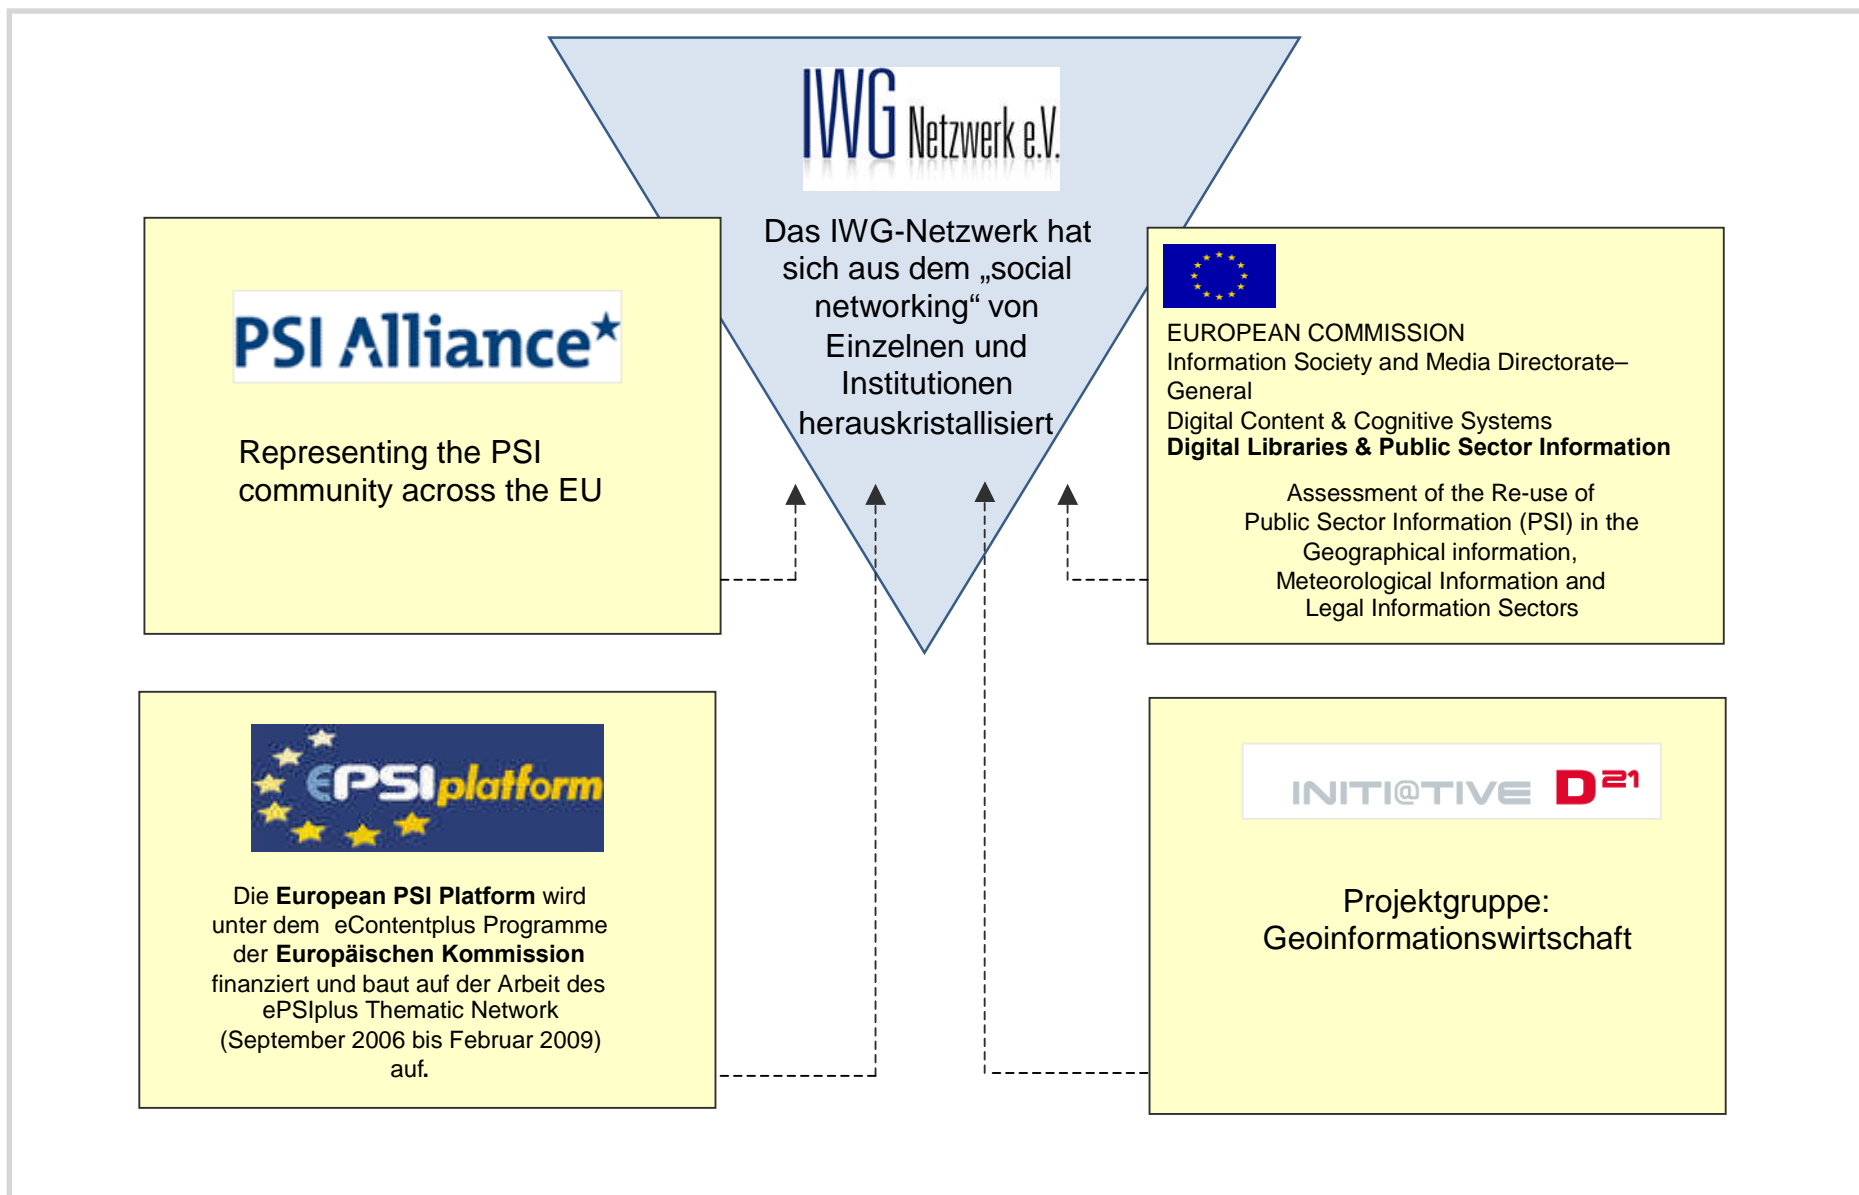 IWG Netzwerk e.V.
Das IWG-Netzwerk hat
sich aus dem „social
networking“ von
Einzelnen und
Institutionen
herauskristallisiert
PSI Alliance
Representing the PSI
community across the EU
EUROPEAN COMMISSION
Information Society and Media Directorate–
General
Digital Content & Cognitive Systems
Digital Libraries & Public Sector Information
Assessment of the Re-use of
Public Sector Information (PSI) in the
Geographical information,
Meteorological Information and
Legal Information Sectors
ePSIplatform
Die European PSI Platform wird
unter dem eContentplus Programme
der Europäischen Kommission
finanziert und baut auf der Arbeit des
ePSIplus Thematic Network
(September 2006 bis Februar 2009)
auf.
INITI@TIVE D21
Projektgruppe:
Geoinformationswirtschaft